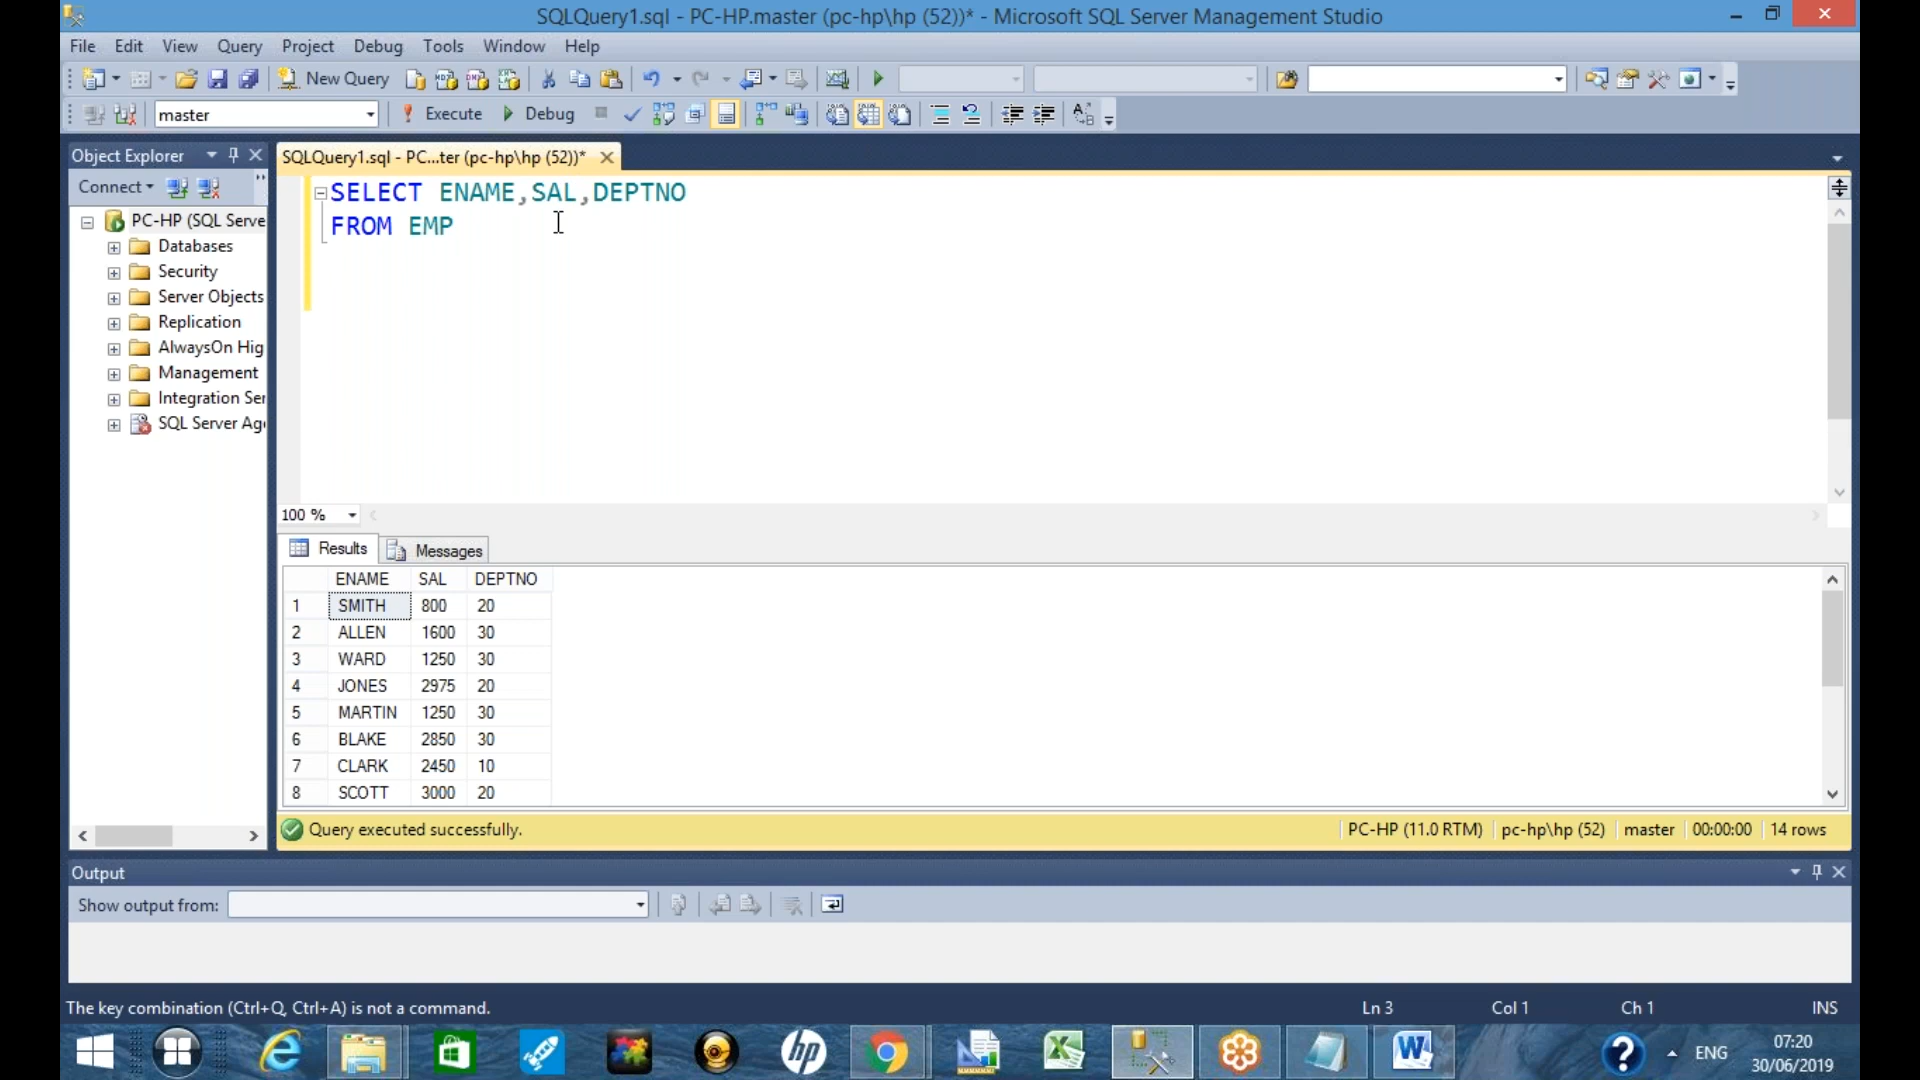 SQLQuery1.sql - PC-HP.master (pc-hp\hp (52))* - Microsoft SQL Server Management Studio
File Edit View Query Project Debug Tools Window Help
New Query
master Execute Debug
Object Explorer
SQLQuery1.sql - PC...ter (pc-hp\hp (52))*
Connect
PC-HP (SQL Serve
Databases
Security
Server Objects
Replication
AlwaysOn Hig
Management
Integration Ser
SQL Server Age
SELECT ENAME,SAL,DEPTNO
FROM EMP
100 %
Results Messages
ENAME SAL DEPTNO
1 SMITH 800 20
2 ALLEN 1600 30
3 WARD 1250 30
4 JONES 2975 20
5 MARTIN 1250 30
6 BLAKE 2850 30
7 CLARK 2450 10
8 SCOTT 3000 20
Query executed successfully. PC-HP (11.0 RTM) pc-hp\hp (52) master 00:00:00 14 rows
Output
Show output from:
The key combination (Ctrl+Q, Ctrl+A) is not a command. Ln 3 Col 1 Ch 1 INS
ENG 07:20
30/06/2019